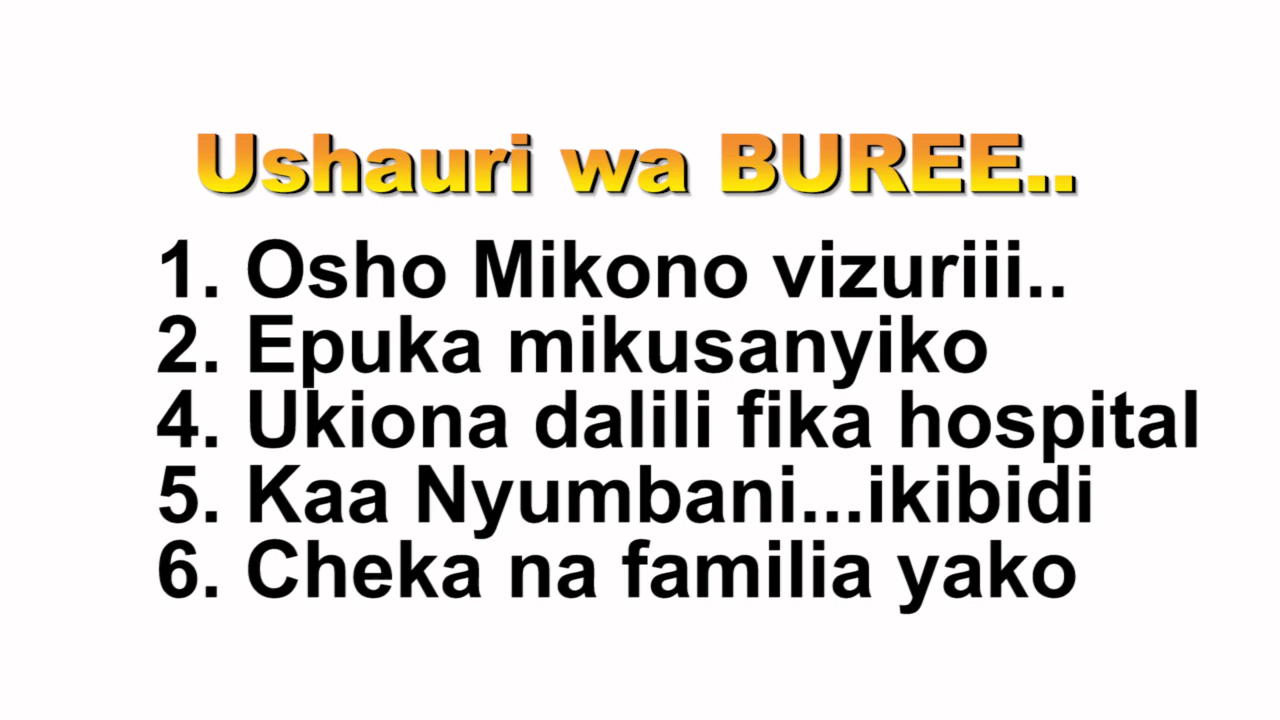 Ushauri wa BUREE..
1. Osho Mikono vizuriii..
2. Epuka mikusanyiko
4. Ukiona dalili fika hospital
5. Kaa Nyumbani...ikibidi
6. Cheka na familia yako